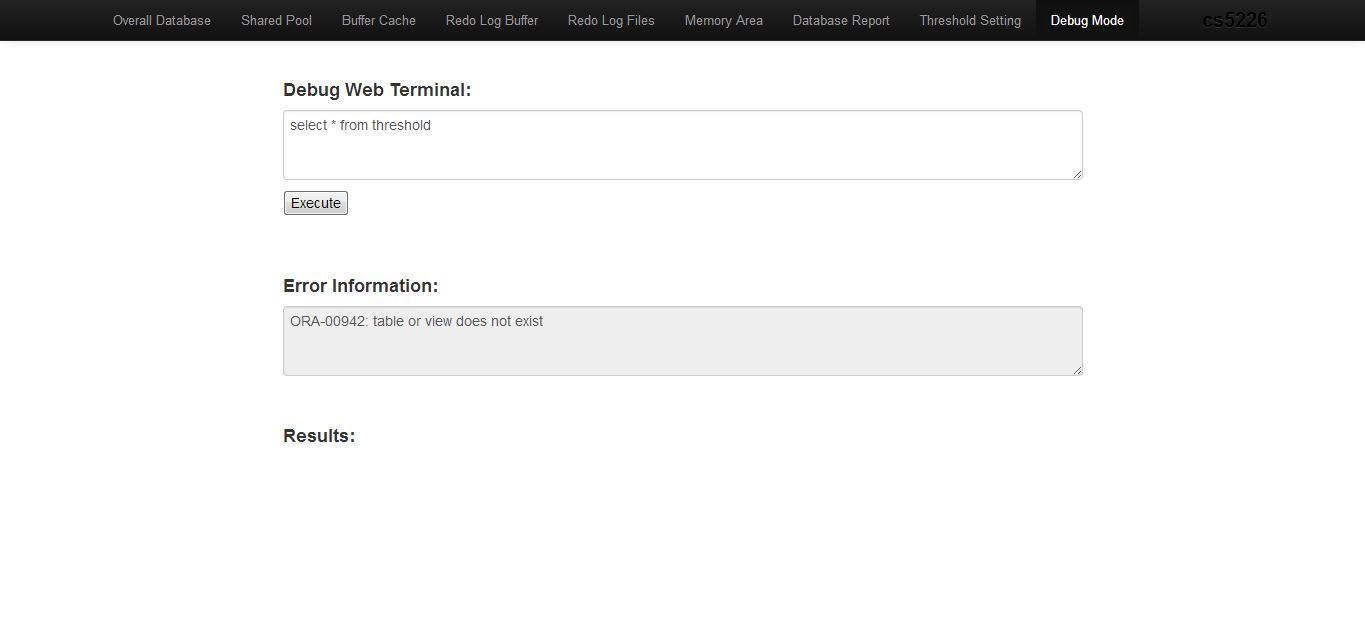 Overall Database Shared Pool Buffer Cache Redo Log Buffer Redo Log Files Memory Area Database Report Threshold Setting Debug Mode cs5226
Debug Web Terminal:
select * from threshold
Execute
Error Information:
ORA-00942: table or view does not exist
Results: